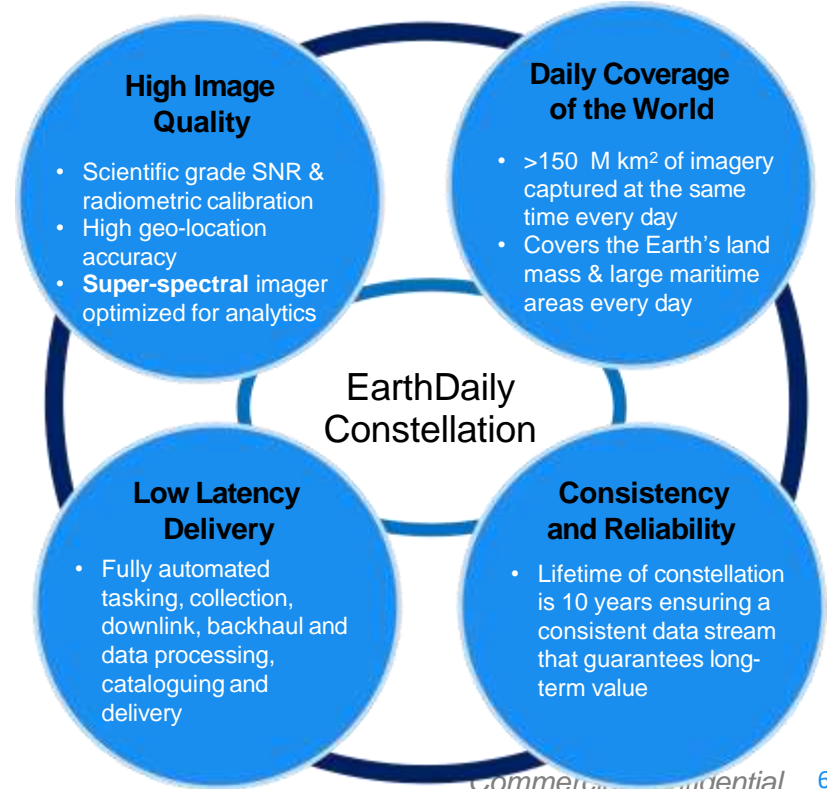 High Image
Quality
• Scientific grade SNR &
radiometric calibration
• High geo-location
accuracy
• Super-spectral imager
optimized for analytics
Daily Coverage
of the World
• >150 M km² of imagery
captured at the same
time every day
• Covers the Earth's land
mass & large maritime
areas every day
EarthDaily
Constellation
Low Latency
Delivery
• Fully automated
tasking, collection,
downlink, backhaul and
data processing,
cataloguing and
delivery
Consistency
and Reliability
• Lifetime of constellation
is 10 years ensuring a
consistent data stream
that guarantees long-
term value
6